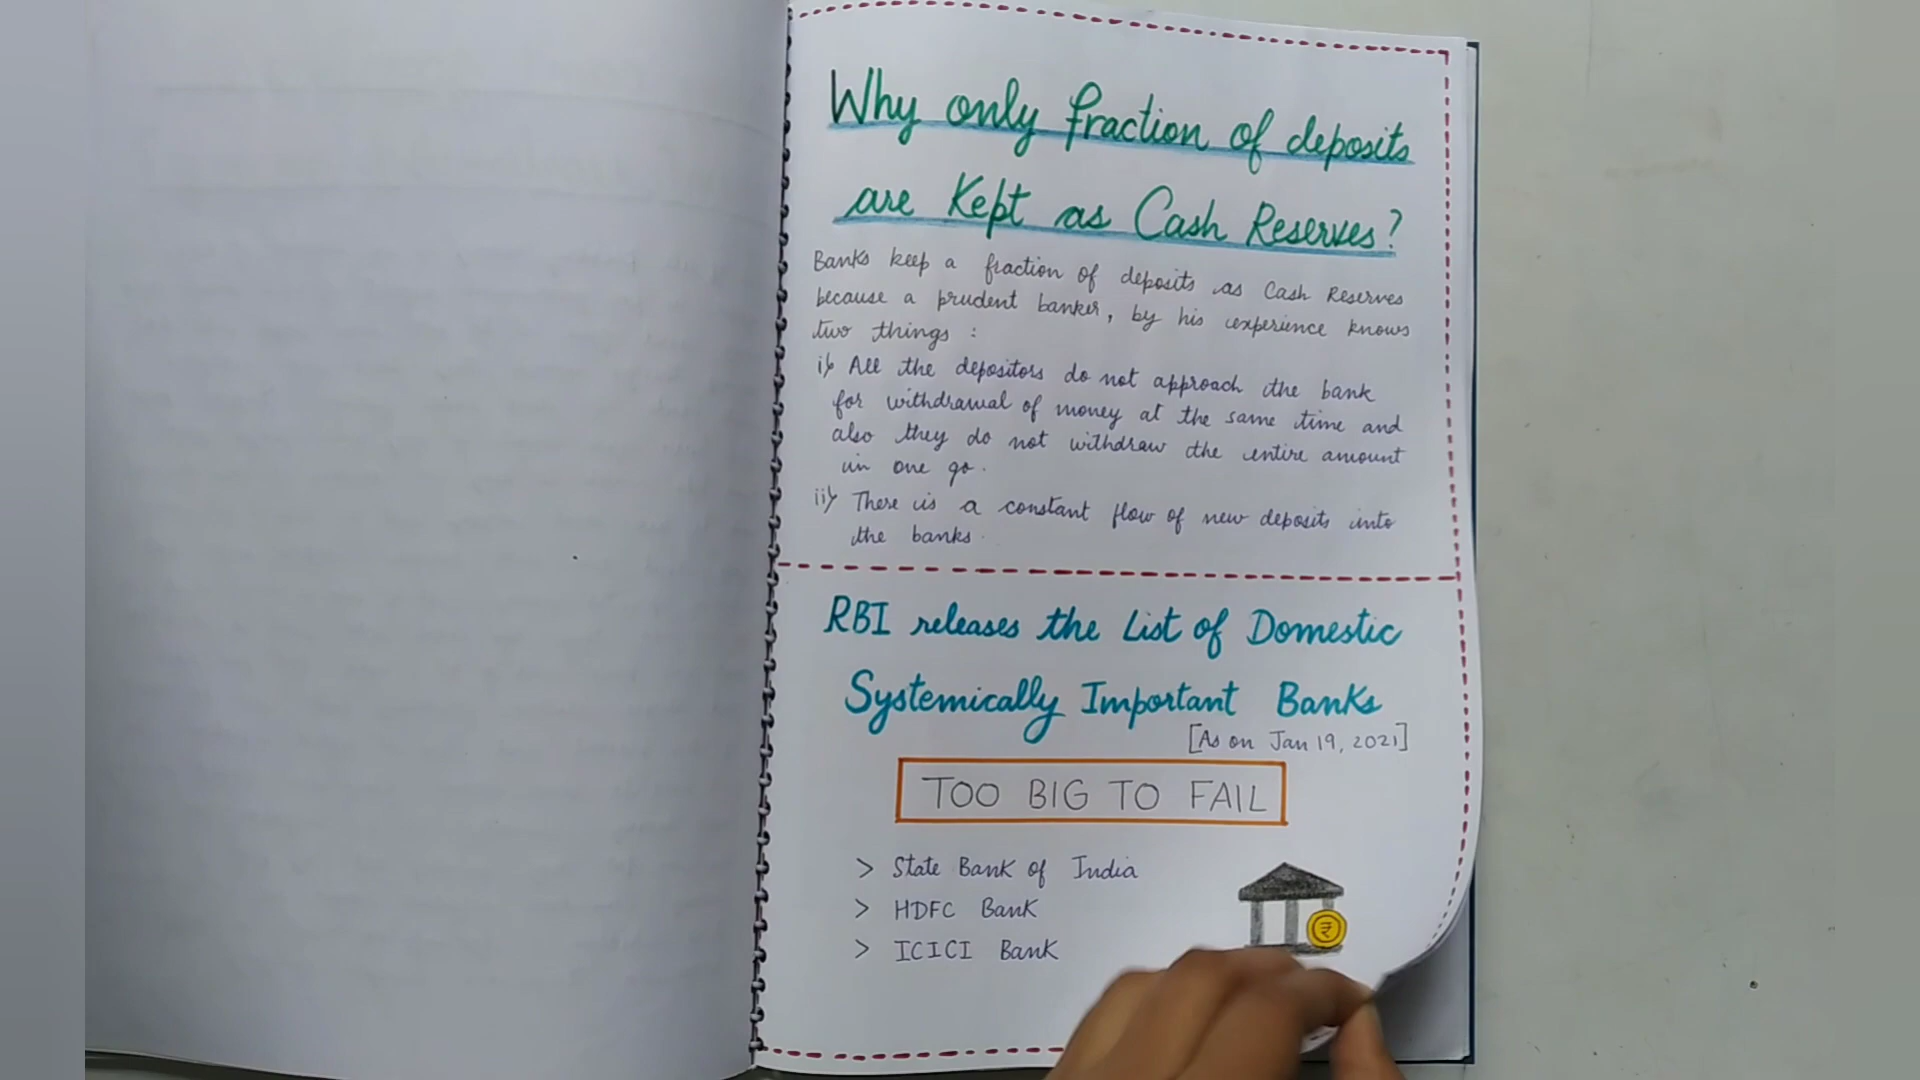 Why only fraction of deposits
are Kept as Cash Reserves?
Banks keep a fraction of deposits as Cash Reserves
because a prudent banker, by his experience knows
two things :
i) All the depositors do not approach the bank
for withdrawal of money at the same time and
also they do not withdraw the entire amount
in one go.
ii) There is a constant flow of new deposits into
the banks.
RBI releases the List of Domestic
Systemically Important Banks
[As on Jan 19, 2021]
TOO BIG TO FAIL
> State Bank of India
> HDFC Bank
> ICICI Bank
₹